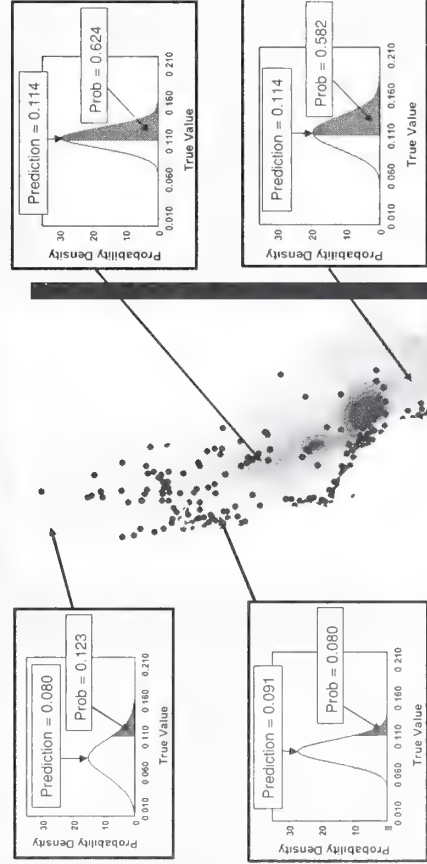 Prediction = 0.080
Prob = 0.123
Probability Density
30
20
10
0
0.010 0.060 0.110 0.160 0.210
True Value
Prediction = 0.114
Prob = 0.624
Probability Density
30
20
10
0
0.010 0.060 0.110 0.160 0.210
True Value
Prediction = 0.091
Prob = 0.080
Probability Density
30
20
10
0.010 0.060 0.110 0.160 0.210
True Value
Prediction = 0.114
Prob = 0.582
Probability Density
30
20
10
0
0.010 0.060 0.110 0.160 0.210
True Value